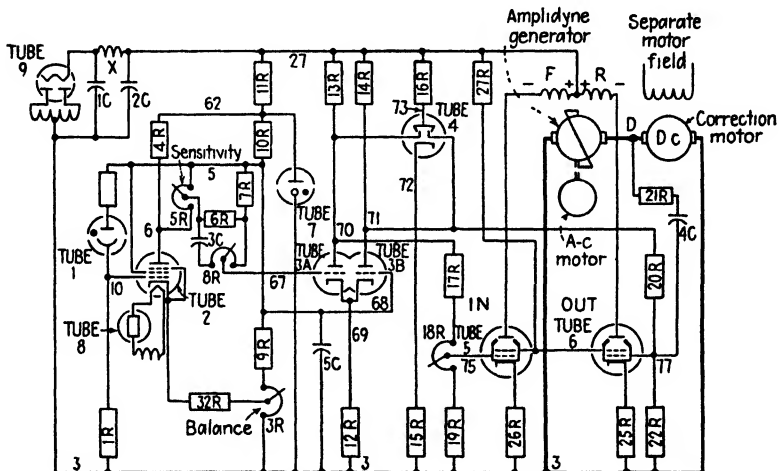 Amplidyne
generator
Separate
motor
field
TUBE
9
X
1C
2C
27
11R
13R
14R
16R
27R
F
+
+
R
-
-
62
73
TUBE
4
Correction
motor
D
DC
4R
Sensitivity
10R
5
7R
72
21R
6
5R
6R
TUBE
7
70
71
4C
3C
A-C
motor
TUBE
1
8R
67
TUBE
3A
TUBE
3B
17R
20R
10
TUBE
2
68
IN
OUT
TUBE
8
69
18R
TUBE
5
75
TUBE
6
77
9R
5C
32R
Balance
3R
1R
12R
15R
19R
26R
25R
22R
3
3
3